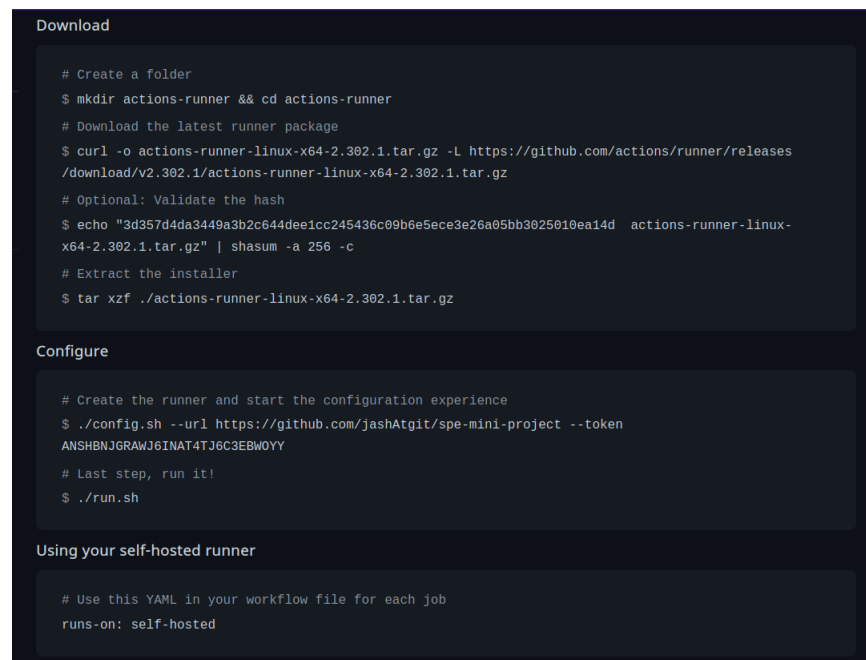 Download
# Create a folder
$ mkdir actions-runner && cd actions-runner
# Download the latest runner package
$ curl -o actions-runner-linux-x64-2.302.1.tar.gz -L https://github.com/actions/runner/releases
/download/v2.302.1/actions-runner-linux-x64-2.302.1.tar.gz
# Optional: Validate the hash
$ echo "3d357d4da3449a3b2c644dee1cc245436c09b6e5ece3e26a05bb3025010ea14d  actions-runner-linux-
x64-2.302.1.tar.gz" | shasum -a 256 -c
# Extract the installer
$ tar xzf ./actions-runner-linux-x64-2.302.1.tar.gz
Configure
# Create the runner and start the configuration experience
$ ./config.sh --url https://github.com/jashAtgit/spe-mini-project --token
ANSHBNJGRAWJ6INAT4TJ6C3EBWOYY
# Last step, run it!
$ ./run.sh
Using your self-hosted runner
# Use this YAML in your workflow file for each job
runs-on: self-hosted